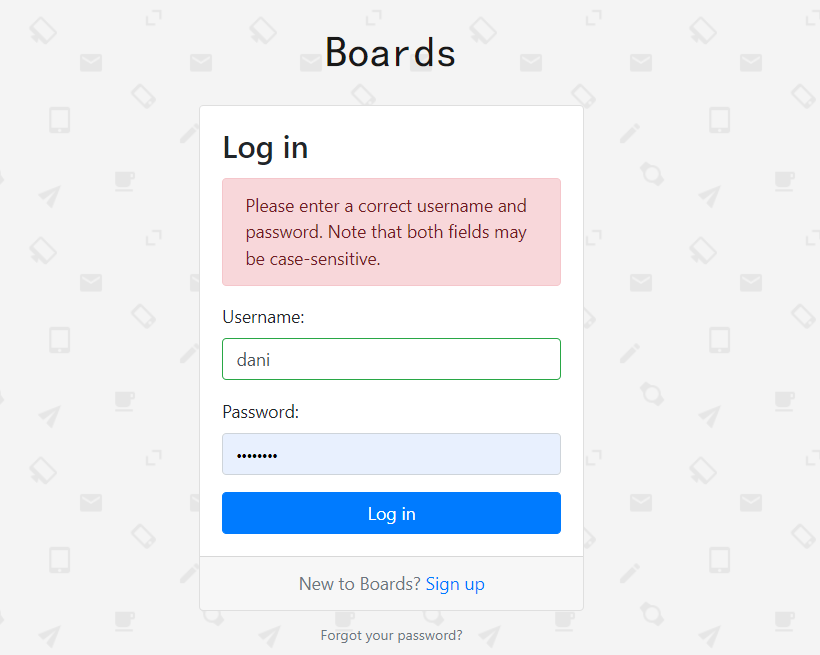 Boards
Log in
Please enter a correct username and
password. Note that both fields may
be case-sensitive.
Username:
dani
Password:
••••••••
Log in
New to Boards? Sign up
Forgot your password?